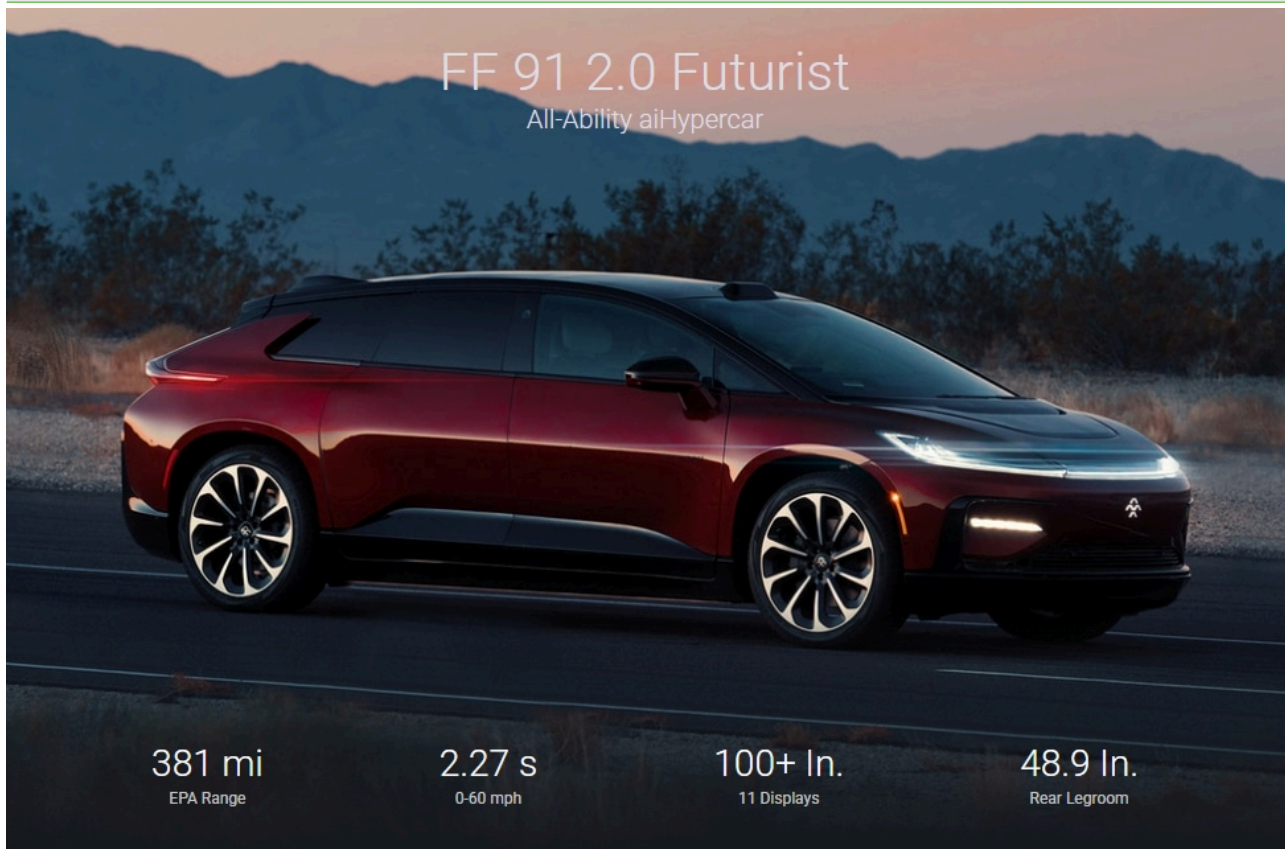 FF 91 2.0 Futurist
All-Ability aiHypercar
381 mi
EPA Range
2.27 s
0-60 mph
100+ In.
11 Displays
48.9 In.
Rear Legroom